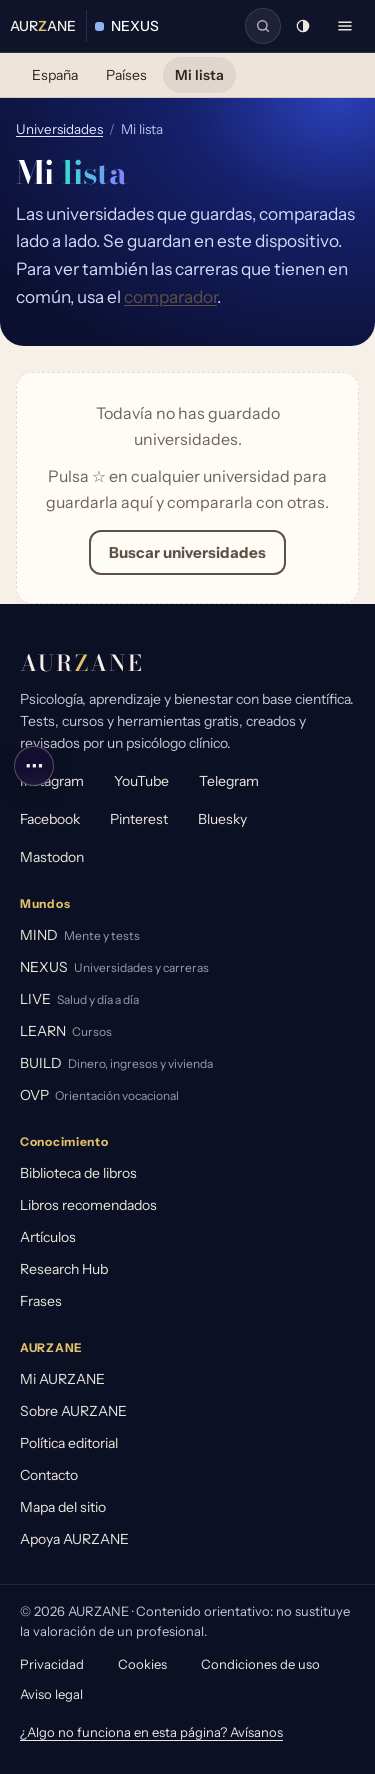 AURZANE NEXUS
España Países Mi lista
Universidades / Mi lista
Mi lista
Las universidades que guardas, comparadas
lado a lado. Se guardan en este dispositivo.
Para ver también las carreras que tienen en
común, usa el comparador.
Todavía no has guardado
universidades.
Pulsa ☆ en cualquier universidad para
guardarla aquí y compararla con otras.
Buscar universidades
AURZANE
Psicología, aprendizaje y bienestar con base científica.
Tests, cursos y herramientas gratis, creados y
revisados por un psicólogo clínico.
YouTube Telegram
Facebook Pinterest Bluesky
Mastodon
Mundos
MIND Mente y tests
NEXUS Universidades y carreras
LIVE Salud y día a día
LEARN Cursos
BUILD Dinero, ingresos y vivienda
OVP Orientación vocacional
Conocimiento
Biblioteca de libros
Libros recomendados
Artículos
Research Hub
Frases
AURZANE
Mi AURZANE
Sobre AURZANE
Política editorial
Contacto
Mapa del sitio
Apoya AURZANE
© 2026 AURZANE · Contenido orientativo: no sustituye
la valoración de un profesional.
Privacidad Cookies Condiciones de uso
Aviso legal
¿Algo no funciona en esta página? Avísanos